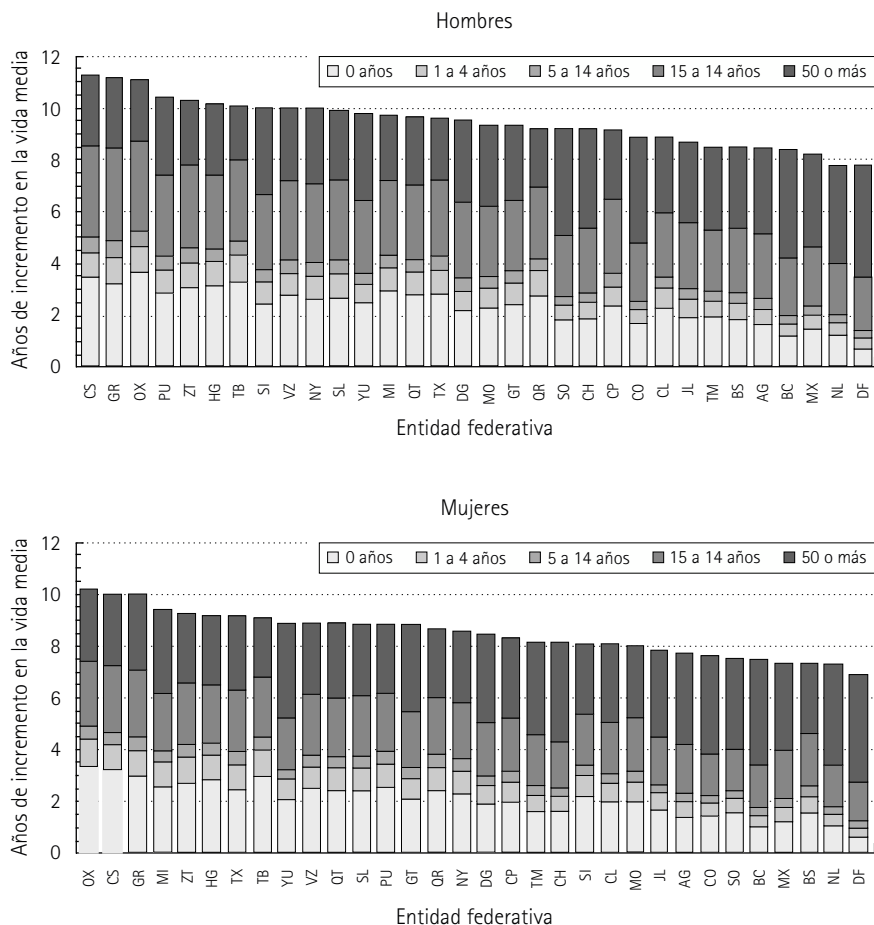 Hombres
Años de incremento en la vida media
12
10
8
6
4
2
0
0 años 1 a 4 años 5 a 14 años 15 a 14 años 50 o más
CS GR OX PU ZT HG TB SI VZ NY SL YU MI QT TX DG MO GT QR SO CH CP CO CL JL TM BS AG BC MX NL DF
Entidad federativa
Mujeres
Años de incremento en la vida media
12
10
8
6
4
2
0
0 años 1 a 4 años 5 a 14 años 15 a 14 años 50 o más
OX CS GR MI ZT HG TX TB YU VZ QT SL PU GT QR NY DG CP TM CH SI CL MO JL AG CO SO BC MX BS NL DF
Entidad federativa